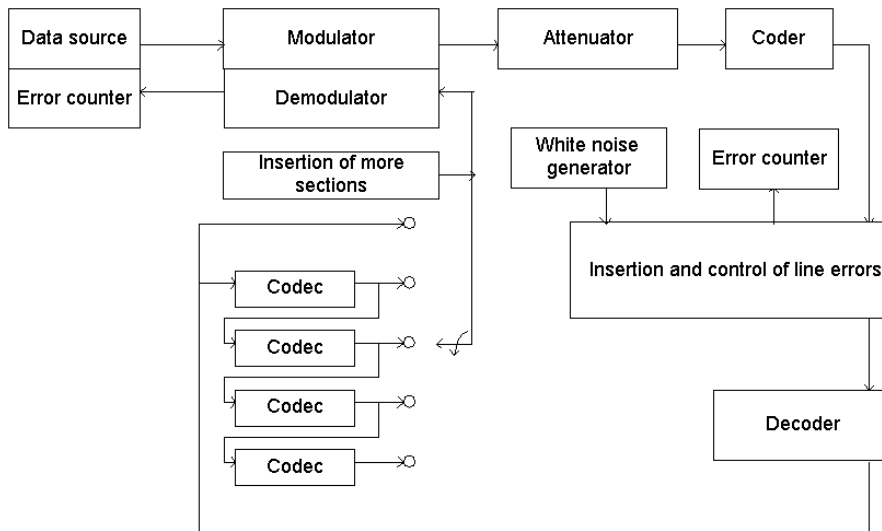 Data source
Modulator
Attenuator
Coder
Error counter
Demodulator
Insertion of more
sections
White noise
generator
Error counter
Insertion and control of line errors
Codec
Codec
Codec
Codec
Decoder